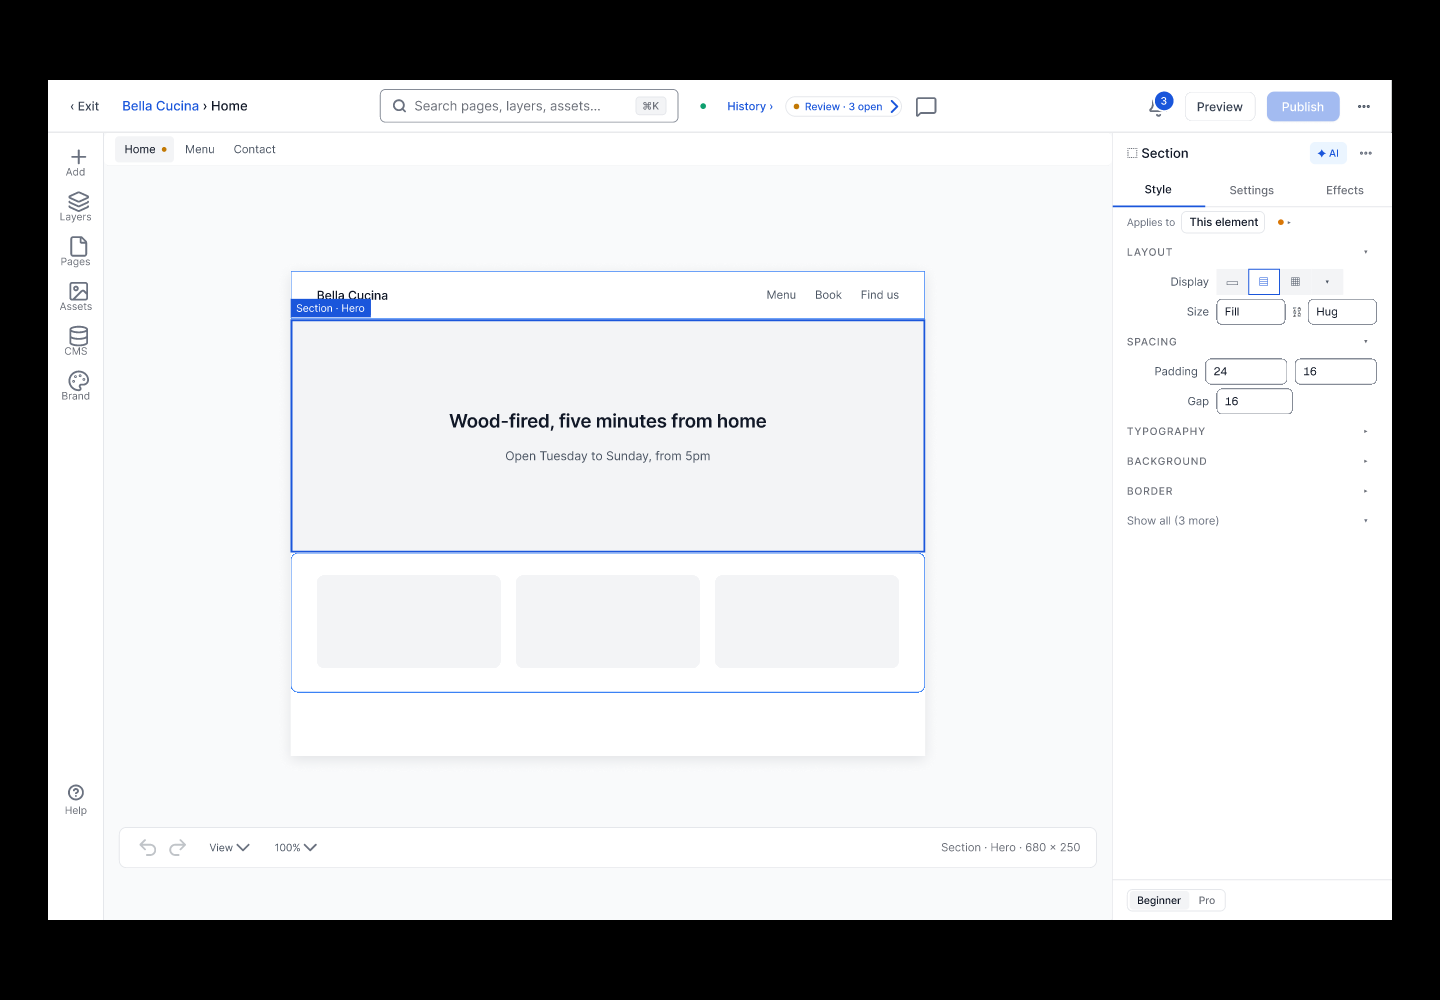 ‹ Exit
Bella Cucina › Home
Search pages, layers, assets...
⌘K
History ›
Review · 3 open
3
Preview
Publish
Home
Menu
Contact
Add
Layers
Pages
Assets
CMS
Brand
Help
Bella Cucina
Menu
Book
Find us
Section · Hero
Wood-fired, five minutes from home
Open Tuesday to Sunday, from 5pm
View
100%
Section · Hero · 680 × 250
Section
AI
Style
Settings
Effects
Applies to
This element
LAYOUT
Display
Size
Fill
Hug
SPACING
Padding
24
16
Gap
16
TYPOGRAPHY
BACKGROUND
BORDER
Show all (3 more)
Beginner
Pro